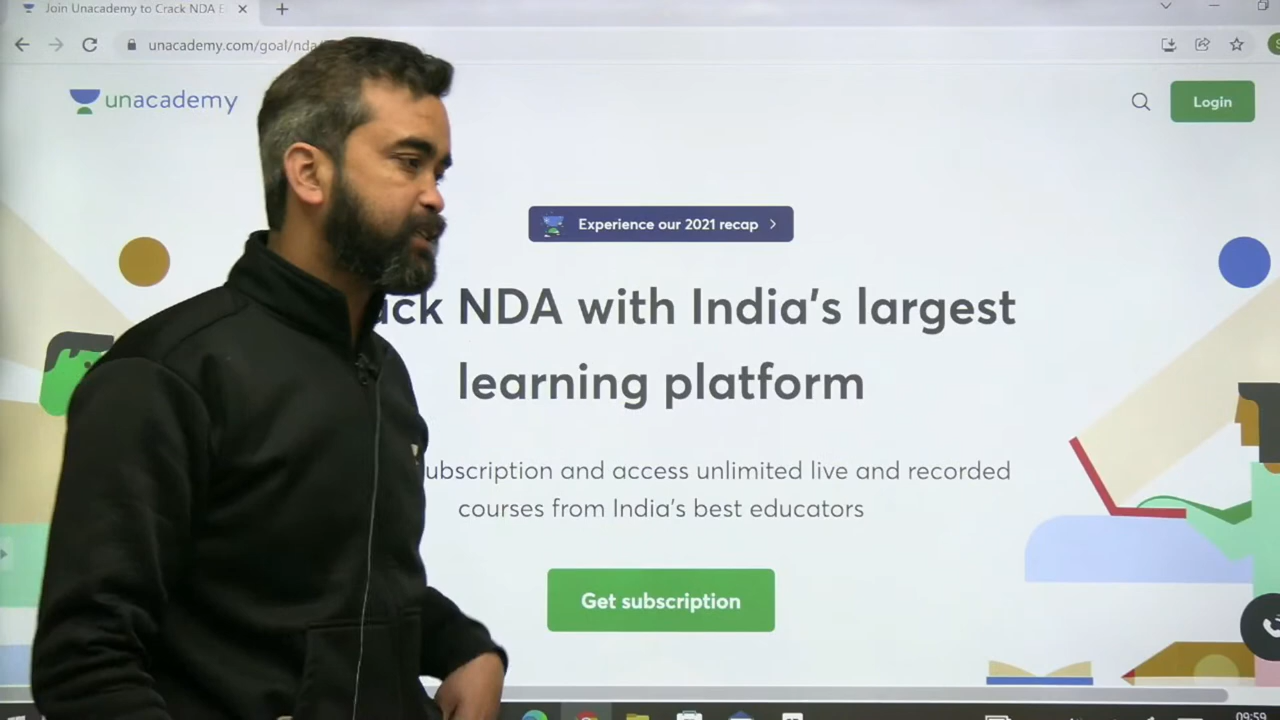 Join Unacademy to Crack NDA E
unacademy.com/goal/nda/
unacademy
Login
Experience our 2021 recap
ack NDA with India's largest
learning platform
ubscription and access unlimited live and recorded
courses from India's best educators
Get subscription
09:59